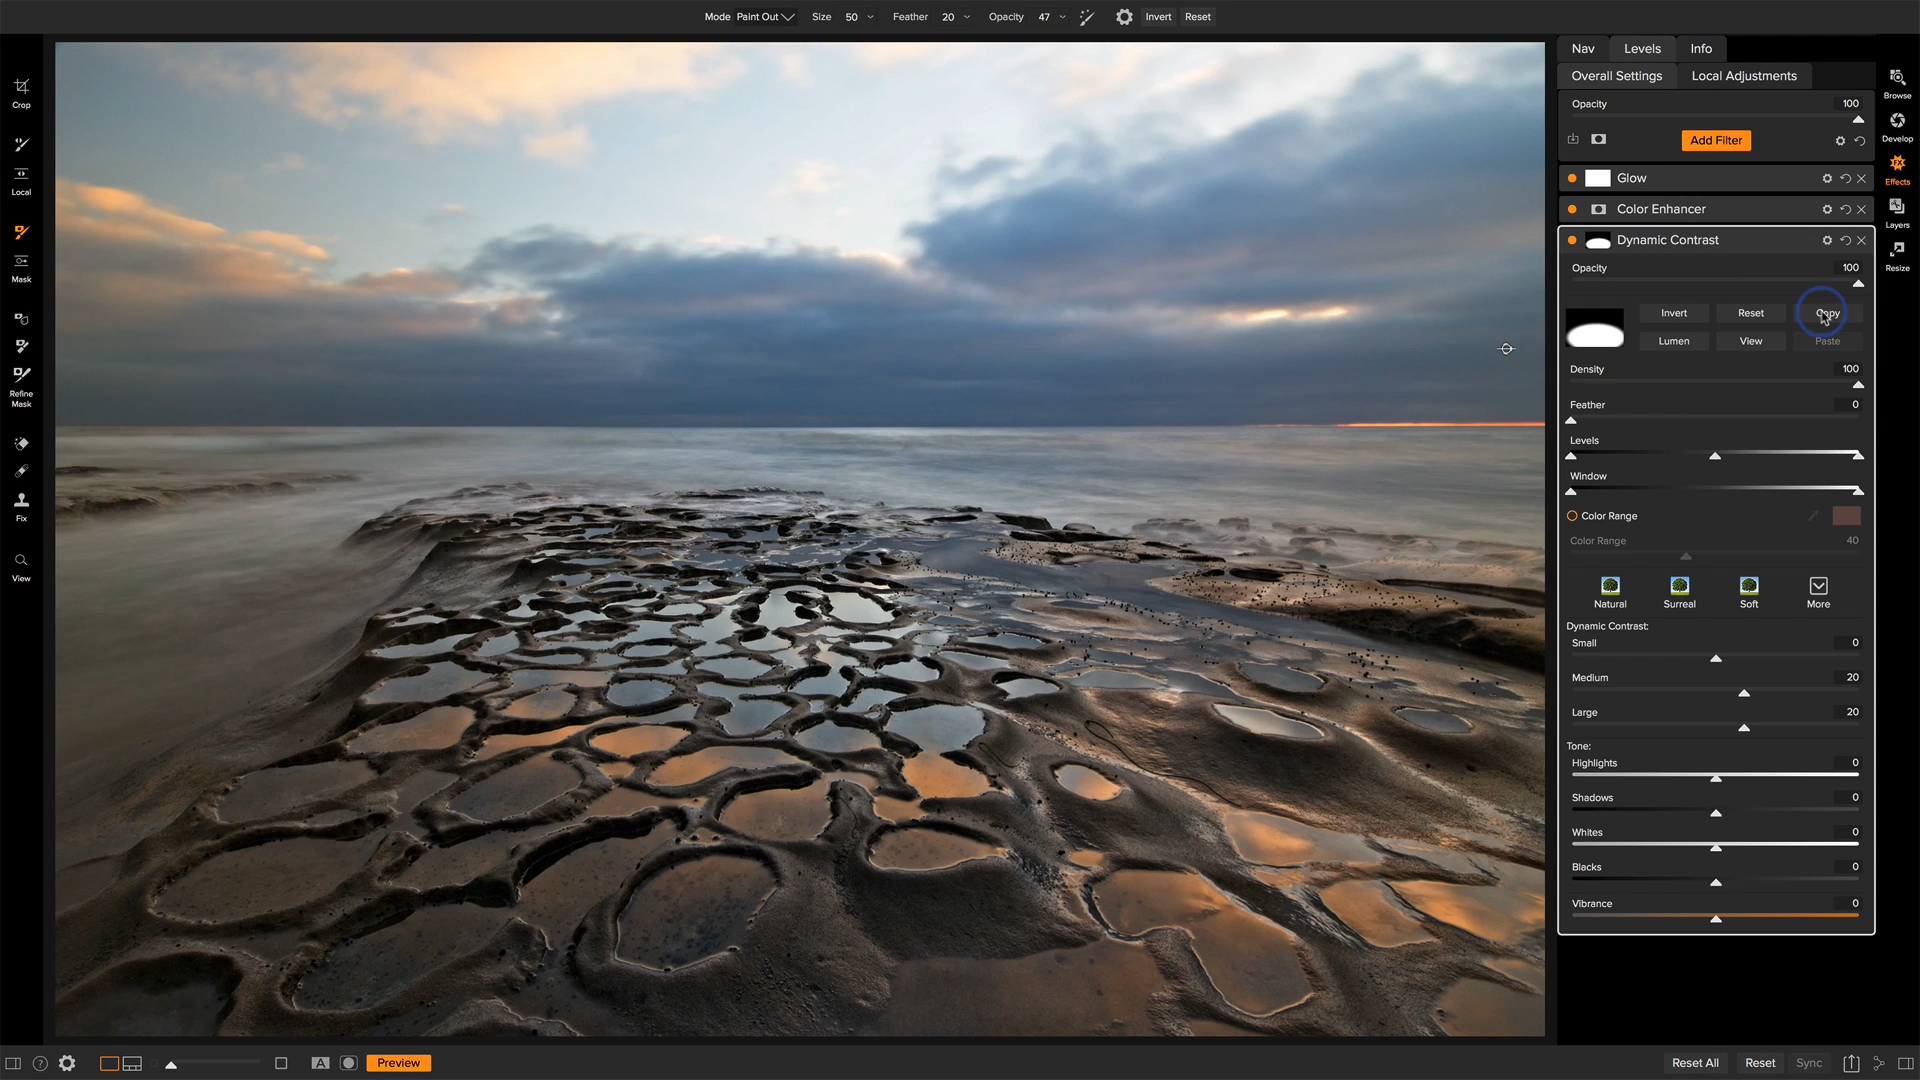 Mode Paint Out Size 50 Feather 20 Opacity 47 Invert Reset
Nav Levels Info
Overall Settings Local Adjustments
Opacity 100
Add Filter
Glow
Color Enhancer
Dynamic Contrast
Opacity 100
Invert Reset Copy
Lumen View Paste
Density 100
Feather 0
Levels
Window
Color Range
Color Range 40
Natural Surreal Soft More
Dynamic Contrast:
Small 0
Medium 20
Large 20
Tone:
Highlights 0
Shadows 0
Whites 0
Blacks 0
Vibrance 0
Crop
Local
Mask
Refine
Mask
Fix
View
Browse
Develop
Effects
Layers
Resize
? A Preview
Reset All Reset Sync